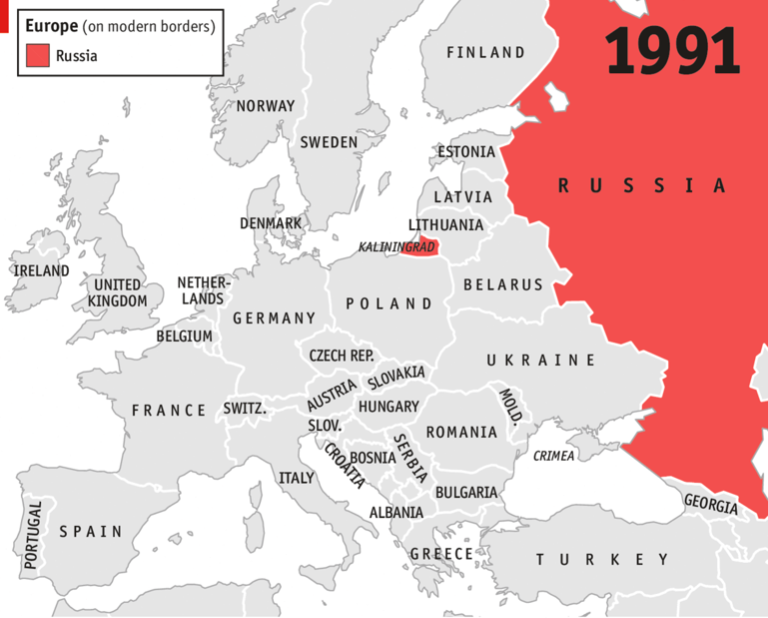 Europe (on modern borders)
Russia
1991
FINLAND
NORWAY
SWEDEN
ESTONIA
RUSSIA
LATVIA
DENMARK
LITHUANIA
KALININGRAD
IRELAND
UNITED
KINGDOM
NETHER-
LANDS
BELARUS
POLAND
GERMANY
BELGIUM
CZECH REP.
UKRAINE
SLOVAKIA
AUSTRIA
FRANCE
SWITZ.
HUNGARY
MOLD.
SLOV.
ROMANIA
CROATIA
BOSNIA
SERBIA
CRIMEA
ITALY
BULGARIA
GEORGIA
ALBANIA
PORTUGAL
SPAIN
GREECE
TURKEY